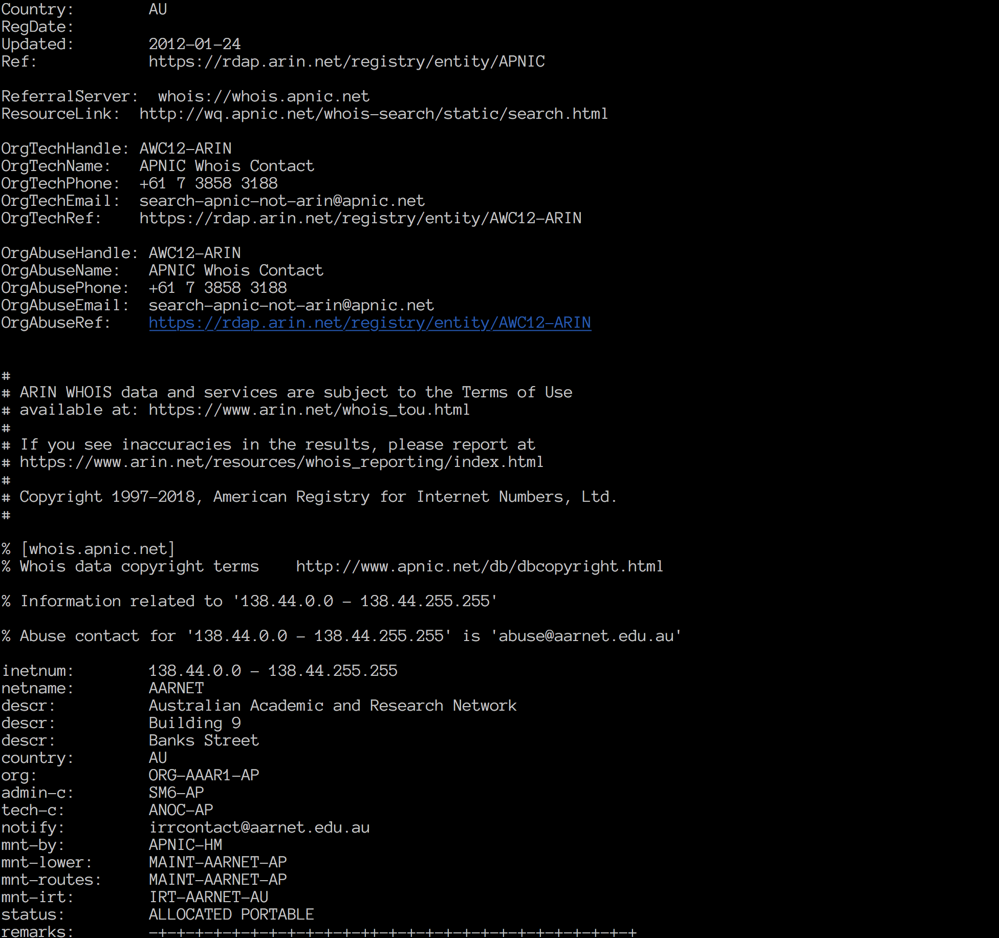 Country:        AU
RegDate:
Updated:        2012-01-24
Ref:            https://rdap.arin.net/registry/entity/APNIC

ReferralServer:  whois://whois.apnic.net
ResourceLink:  http://wq.apnic.net/whois-search/static/search.html

OrgTechHandle: AWC12-ARIN
OrgTechName:   APNIC Whois Contact
OrgTechPhone:  +61 7 3858 3188
OrgTechEmail:  search-apnic-not-arin@apnic.net
OrgTechRef:    https://rdap.arin.net/registry/entity/AWC12-ARIN

OrgAbuseHandle: AWC12-ARIN
OrgAbuseName:   APNIC Whois Contact
OrgAbusePhone:  +61 7 3858 3188
OrgAbuseEmail:  search-apnic-not-arin@apnic.net
OrgAbuseRef:    https://rdap.arin.net/registry/entity/AWC12-ARIN


#
# ARIN WHOIS data and services are subject to the Terms of Use
# available at: https://www.arin.net/whois_tou.html
#
# If you see inaccuracies in the results, please report at
# https://www.arin.net/resources/whois_reporting/index.html
#
# Copyright 1997-2018, American Registry for Internet Numbers, Ltd.
#

% [whois.apnic.net]
% Whois data copyright terms    http://www.apnic.net/db/dbcopyright.html

% Information related to '138.44.0.0 - 138.44.255.255'

% Abuse contact for '138.44.0.0 - 138.44.255.255' is 'abuse@aarnet.edu.au'

inetnum:        138.44.0.0 - 138.44.255.255
netname:        AARNET
descr:          Australian Academic and Research Network
descr:          Building 9
descr:          Banks Street
country:        AU
org:            ORG-AAAR1-AP
admin-c:        SM6-AP
tech-c:         ANOC-AP
notify:         irrcontact@aarnet.edu.au
mnt-by:         APNIC-HM
mnt-lower:      MAINT-AARNET-AP
mnt-routes:     MAINT-AARNET-AP
mnt-irt:        IRT-AARNET-AU
status:         ALLOCATED PORTABLE
remarks:        -+-+-+-+-+-+-+-+-+-+-+-++-+-+-+-+-+-+-+-+-+-+-+-+-+-+